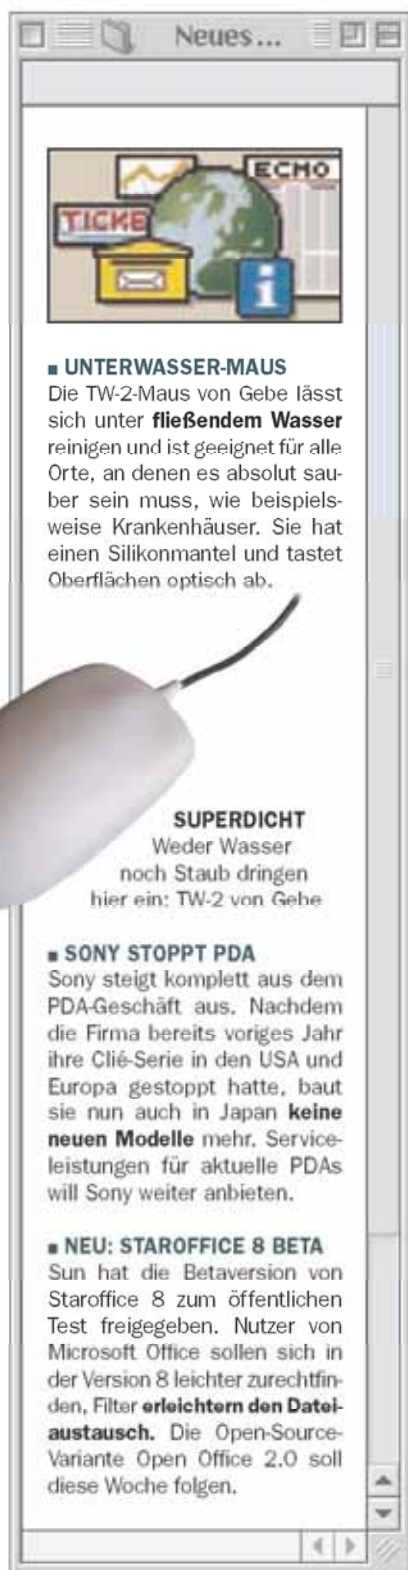 Neues...
ECHO
TICKE
i
■ UNTERWASSER-MAUS
Die TW-2-Maus von Gebe lässt
sich unter fließendem Wasser
reinigen und ist geeignet für alle
Orte, an denen es absolut sau-
ber sein muss, wie beispiels-
weise Krankenhäuser. Sie hat
einen Silikonmantel und tastet
Oberflächen optisch ab.
SUPERDICHT
Weder Wasser
noch Staub dringen
hier ein: TW-2 von Gebe
■ SONY STOPPT PDA
Sony steigt komplett aus dem
PDA-Geschäft aus. Nachdem
die Firma bereits voriges Jahr
ihre Clié-Serie in den USA und
Europa gestoppt hatte, baut
sie nun auch in Japan keine
neuen Modelle mehr. Service-
leistungen für aktuelle PDAs
will Sony weiter anbieten.
■ NEU: STAROFFICE 8 BETA
Sun hat die Betaversion von
Staroffice 8 zum öffentlichen
Test freigegeben. Nutzer von
Microsoft Office sollen sich in
der Version 8 leichter zurechtfin-
den, Filter erleichtern den Datei-
austausch. Die Open-Source-
Variante Open Office 2.0 soll
diese Woche folgen.